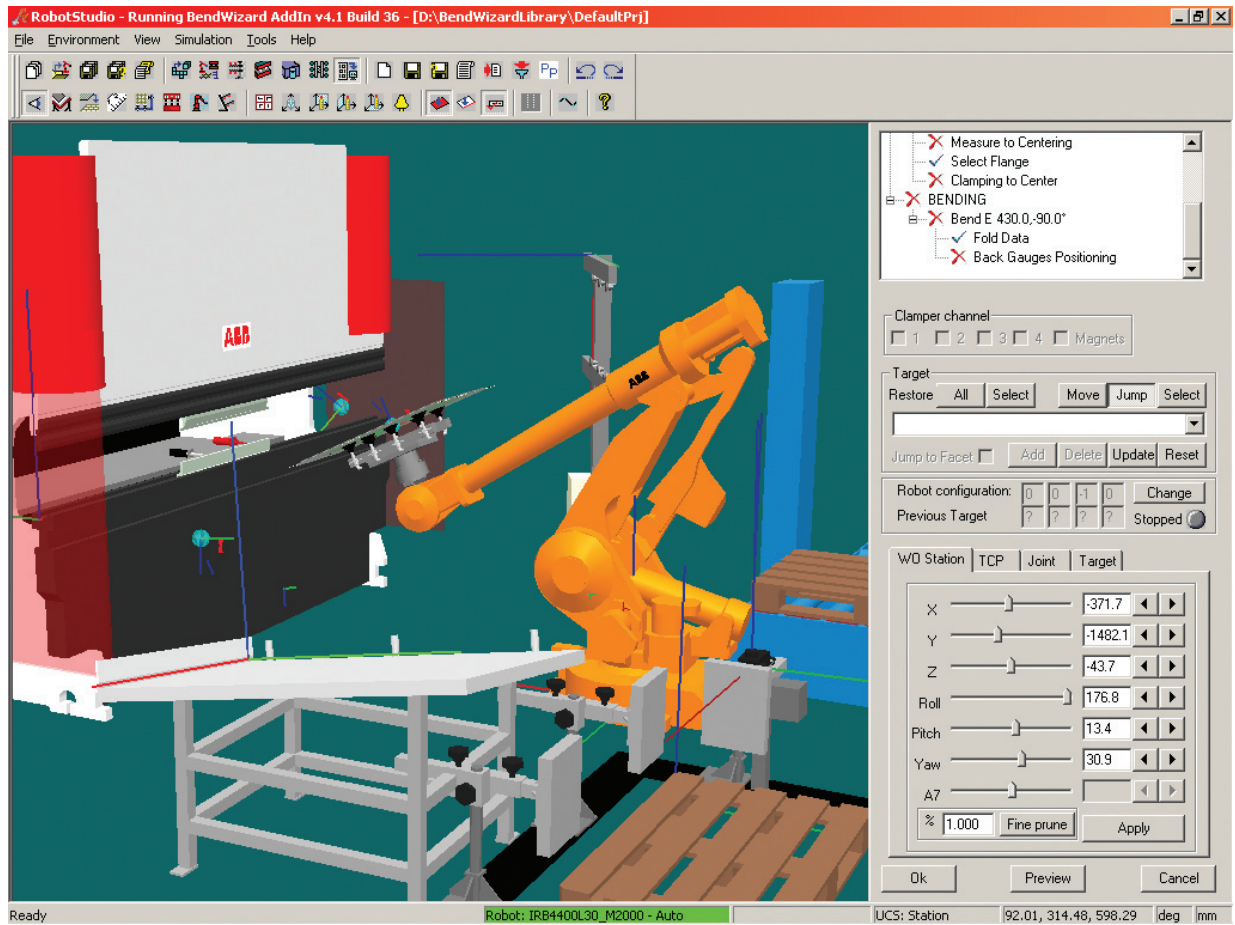 RobotStudio - Running BendWizard AddIn v4.1 Build 36 - [D:\BendWizardLibrary\DefaultPrj]
File Environment View Simulation Tools Help
Pp
?
Measure to Centering
Select Flange
Clamping to Center
BENDING
Bend E 430.0,-90.0°
Fold Data
Back Gauges Positioning
ABB
ABB
Clamper channel
1 2 3 4 Magnets
Target
Restore All Select Move Jump Select
Jump to Facet Add Delete Update Reset
Robot configuration: 0 0 -1 0 Change
Previous Target ? ? ? ? Stopped
WO Station TCP Joint Target
X -371.7
Y -1482.1
Z -43.7
Roll 176.8
Pitch 13.4
Yaw 30.9
A7
% 1.000 Fine prune Apply
Ok Preview Cancel
Ready Robot: IRB4400L30_M2000 - Auto UCS: Station 92.01, 314.48, 598.29 deg mm